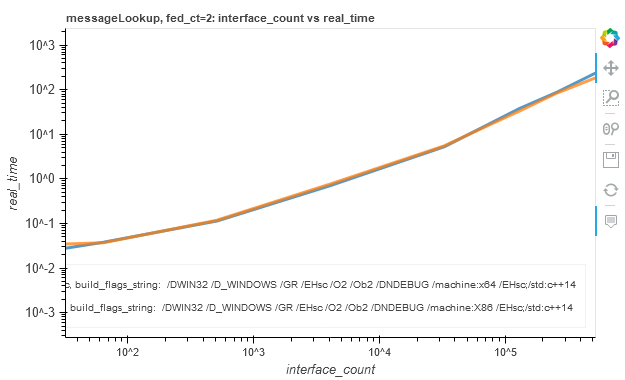 messageLookup, fed_ct=2: interface_count vs real_time
10^3
10^2
10^1
10^0
10^-1
10^-2
10^-3
real_time
, build_flags_string: /DWIN32 /D_WINDOWS /GR /EHsc /O2 /Ob2 /DNDEBUG /machine:x64 /EHsc;/std:c++14
build_flags_string: /DWIN32 /D_WINDOWS /GR /EHsc /O2 /Ob2 /DNDEBUG /machine:X86 /EHsc;/std:c++14
10^2
10^3
10^4
10^5
interface_count